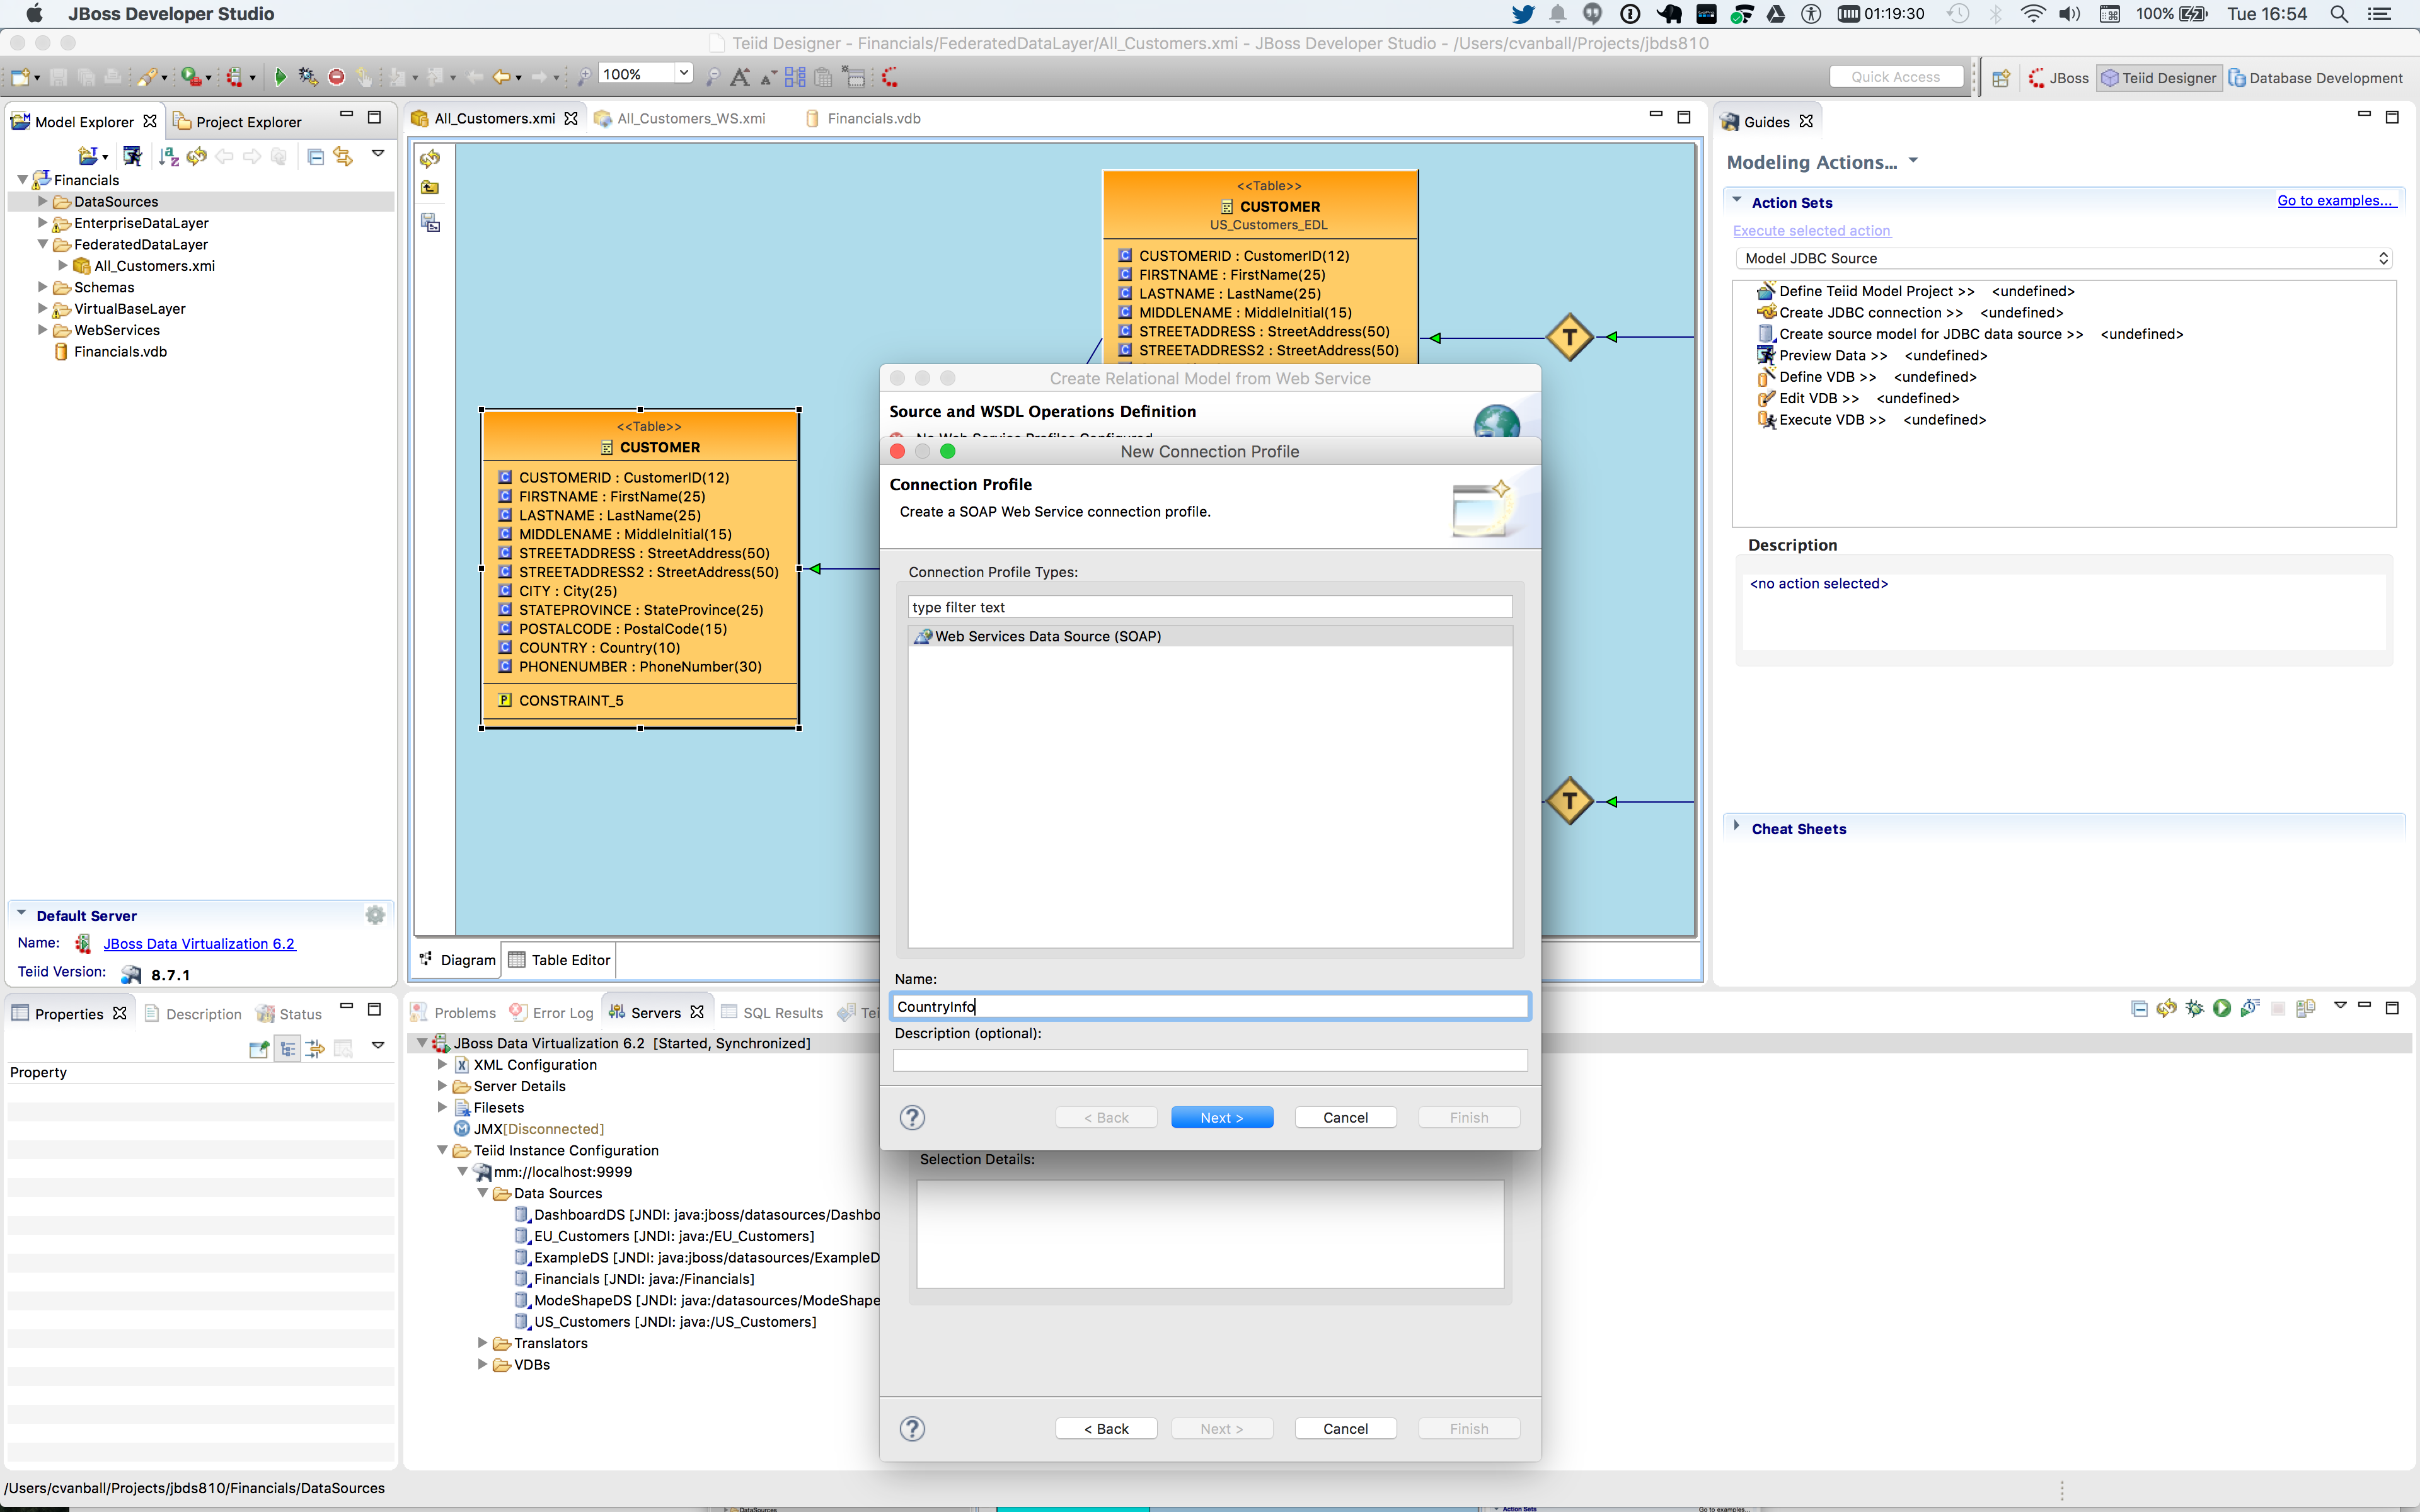 JBoss Developer Studio
01:19:30
100%
Tue 16:54
Teiid Designer - Financials/FederatedDataLayer/All_Customers.xmi - JBoss Developer Studio - /Users/cvanball/Projects/jbds810
100%
Quick Access
JBoss
Teiid Designer
Database Development
Model Explorer
Project Explorer
Financials
DataSources
EnterpriseDataLayer
FederatedDataLayer
All_Customers.xmi
Schemas
VirtualBaseLayer
WebServices
Financials.vdb
Default Server
Name: JBoss Data Virtualization 6.2
Teiid Version: 8.7.1
All_Customers.xmi
All_Customers_WS.xmi
Financials.vdb
<<Table>>
CUSTOMER
US_Customers_EDL
CUSTOMERID : CustomerID(12)
FIRSTNAME : FirstName(25)
LASTNAME : LastName(25)
MIDDLENAME : MiddleInitial(15)
STREETADDRESS : StreetAddress(50)
STREETADDRESS2 : StreetAddress(50)
T
T
<<Table>>
CUSTOMER
CUSTOMERID : CustomerID(12)
FIRSTNAME : FirstName(25)
LASTNAME : LastName(25)
MIDDLENAME : MiddleInitial(15)
STREETADDRESS : StreetAddress(50)
STREETADDRESS2 : StreetAddress(50)
CITY : City(25)
STATEPROVINCE : StateProvince(25)
POSTALCODE : PostalCode(15)
COUNTRY : Country(10)
PHONENUMBER : PhoneNumber(30)
CONSTRAINT_5
Diagram
Table Editor
Create Relational Model from Web Service
Source and WSDL Operations Definition
No Web Service Profiles Configured
New Connection Profile
Connection Profile
Create a SOAP Web Service connection profile.
Connection Profile Types:
type filter text
Web Services Data Source (SOAP)
Name:
CountryInfo
Description (optional):
< Back
Next >
Cancel
Finish
Selection Details:
< Back
Next >
Cancel
Finish
Guides
Modeling Actions...
Action Sets
Go to examples...
Execute selected action
Model JDBC Source
Define Teiid Model Project >> <undefined>
Create JDBC connection >> <undefined>
Create source model for JDBC data source >> <undefined>
Preview Data >> <undefined>
Define VDB >> <undefined>
Edit VDB >> <undefined>
Execute VDB >> <undefined>
Description
<no action selected>
Cheat Sheets
Properties
Description
Status
Property
Problems
Error Log
Servers
SQL Results
Tei
JBoss Data Virtualization 6.2 [Started, Synchronized]
XML Configuration
Server Details
Filesets
JMX[Disconnected]
Teiid Instance Configuration
mm://localhost:9999
Data Sources
DashboardDS [JNDI: java:jboss/datasources/Dashbo
EU_Customers [JNDI: java:/EU_Customers]
ExampleDS [JNDI: java:jboss/datasources/ExampleD
Financials [JNDI: java:/Financials]
ModeShapeDS [JNDI: java:/datasources/ModeShape
US_Customers [JNDI: java:/US_Customers]
Translators
VDBs
/Users/cvanball/Projects/jbds810/Financials/DataSources
DataSources
Action Sets
Go to examples...